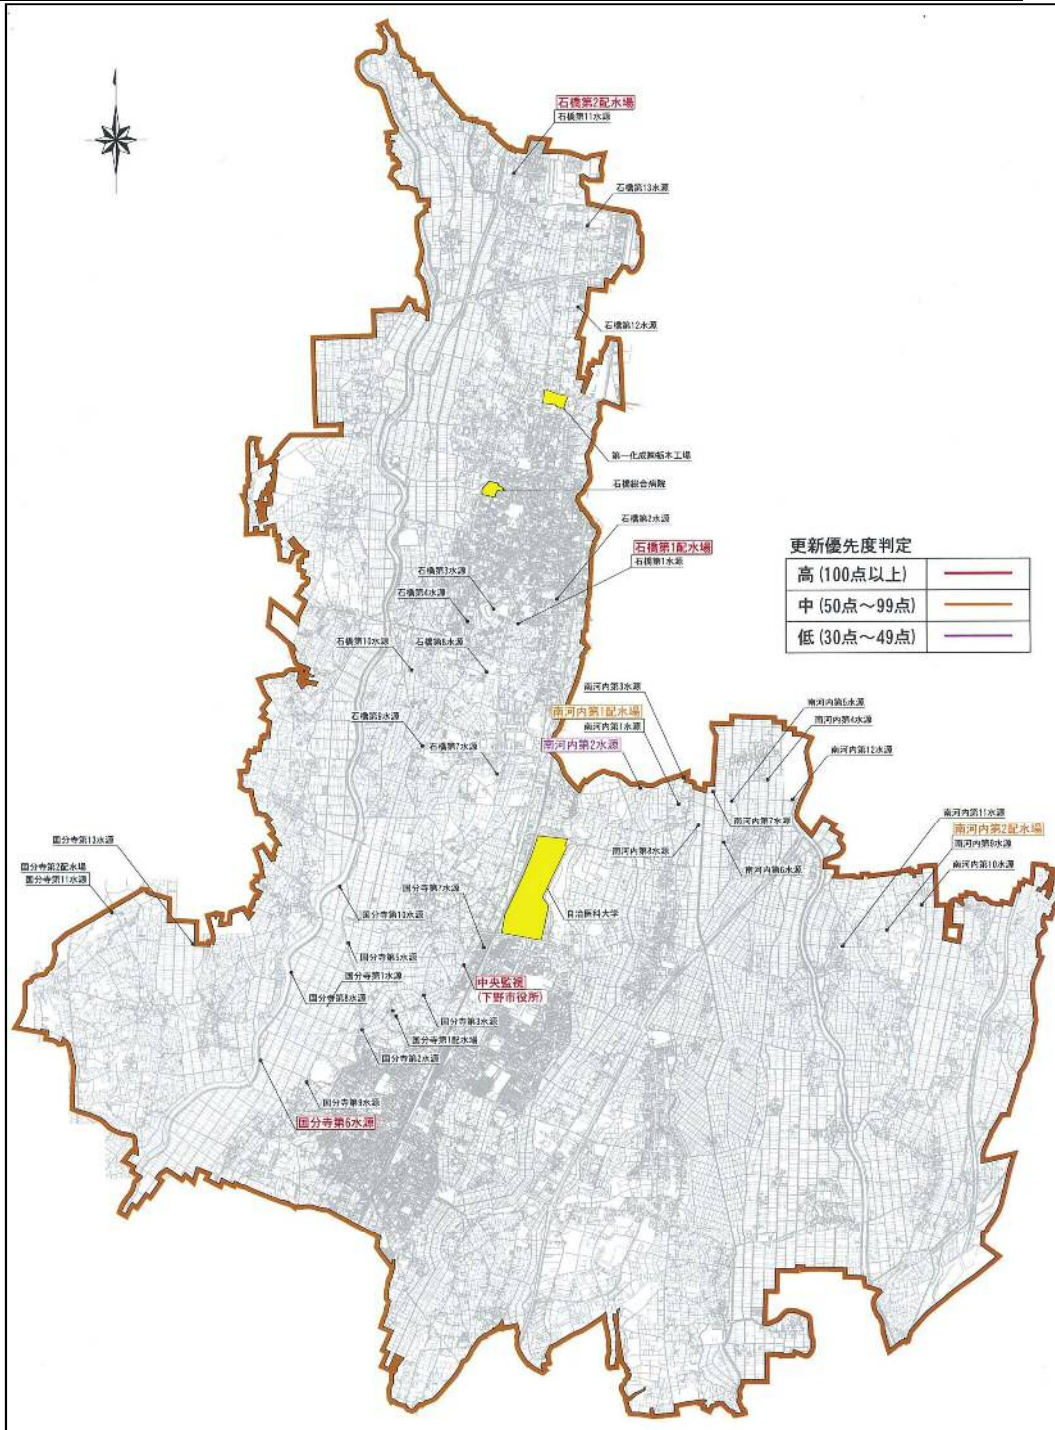 石橋第2配水場
石橋第11水源
石橋第13水源
石橋第12水源
第一化成㈱栃木工場
石橋総合病院
石橋第2水源
石橋第1配水場
石橋第1水源
石橋第3水源
石橋第4水源
石橋第10水源
石橋第8水源
石橋第9水源
石橋第7水源
更新優先度判定
高 (100点以上)
中 (50点～99点)
低 (30点～49点)
南河内第3水源
南河内第1配水場
南河内第1水源
南河内第2水源
南河内第5水源
南河内第4水源
南河内第12水源
南河内第7水源
南河内第8水源
南河内第6水源
南河内第11水源
南河内第2配水場
南河内第9水源
南河内第10水源
国分寺第13水源
国分寺第2配水場
国分寺第11水源
国分寺第7水源
国分寺第10水源
自治医科大学
国分寺第5水源
国分寺第1水源
国分寺第8水源
中央監視
(下野市役所)
国分寺第3水源
国分寺第1配水場
国分寺第2水源
国分寺第9水源
国分寺第6水源